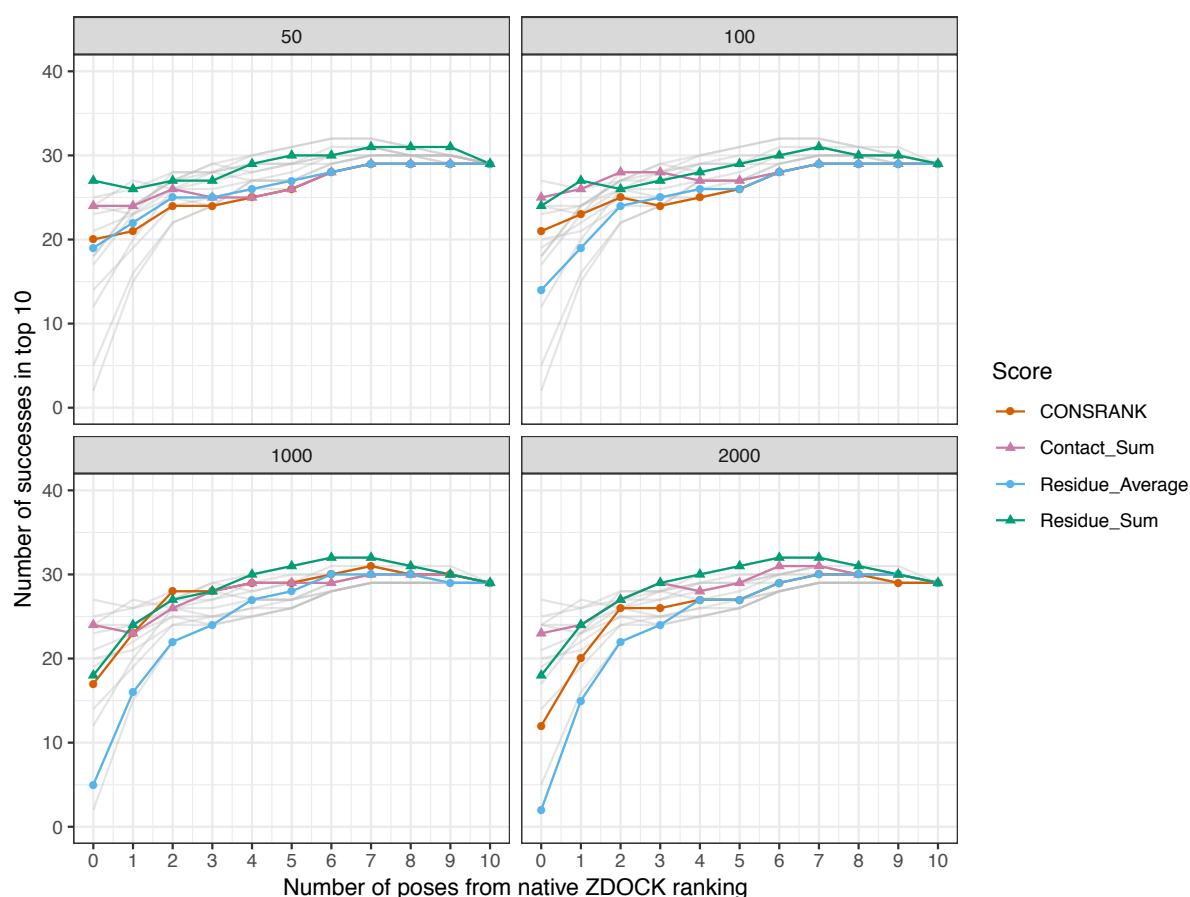 50
100
40
30
20
10
0
Number of successes in top 10
1000
2000
40
30
20
10
0
0 1 2 3 4 5 6 7 8 9 10
0 1 2 3 4 5 6 7 8 9 10
Number of poses from native ZDOCK ranking
Score
CONSRANK
Contact_Sum
Residue_Average
Residue_Sum